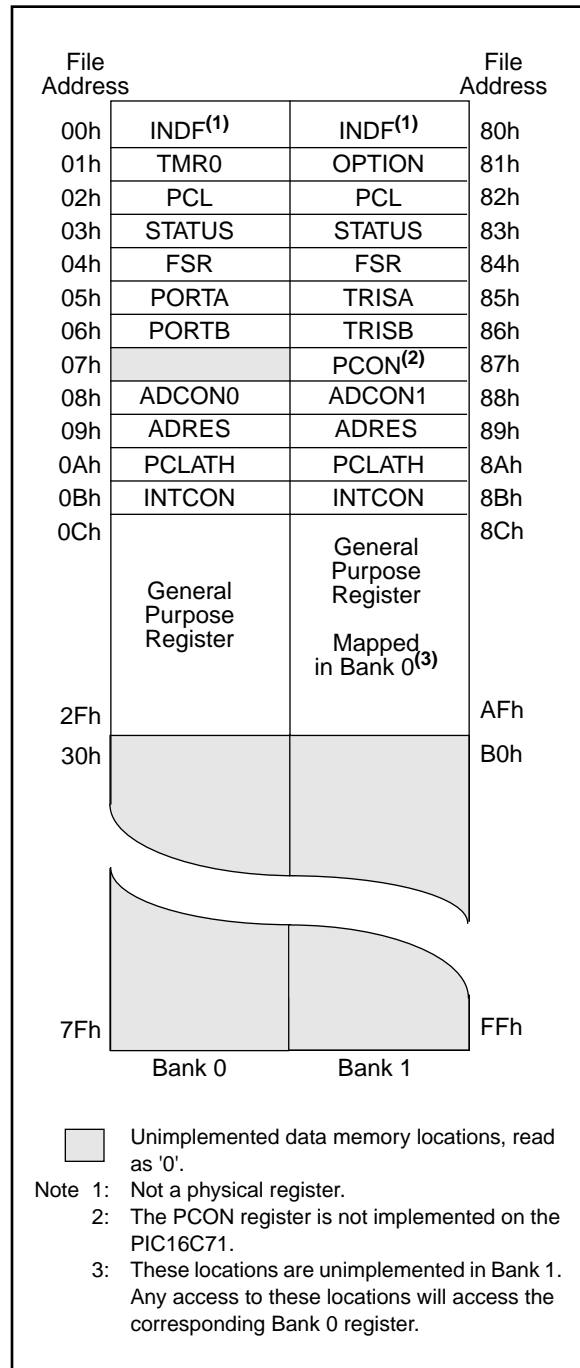 File Address File Address
00h INDF(1) INDF(1) 80h
01h TMR0 OPTION 81h
02h PCL PCL 82h
03h STATUS STATUS 83h
04h FSR FSR 84h
05h PORTA TRISA 85h
06h PORTB TRISB 86h
07h PCON(2) 87h
08h ADCON0 ADCON1 88h
09h ADRES ADRES 89h
0Ah PCLATH PCLATH 8Ah
0Bh INTCON INTCON 8Bh
0Ch 8Ch
General
Purpose
Register
General
Purpose
Register
Mapped
in Bank 0(3)
2Fh AFh
30h B0h
7Fh FFh
Bank 0 Bank 1
Unimplemented data memory locations, read
as '0'.
Note 1: Not a physical register.
2: The PCON register is not implemented on the
PIC16C71.
3: These locations are unimplemented in Bank 1.
Any access to these locations will access the
corresponding Bank 0 register.